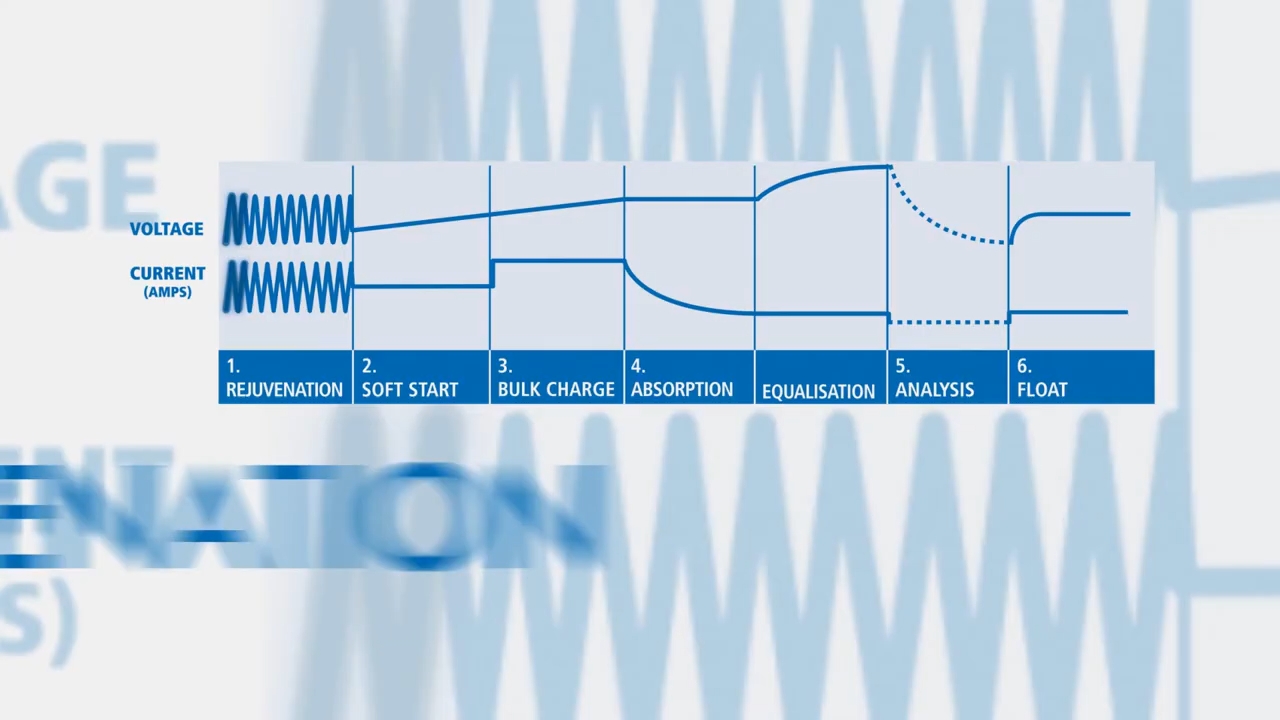 VOLTAGE
CURRENT
(AMPS)
1.
REJUVENATION
2.
SOFT START
3.
BULK CHARGE
4.
ABSORPTION
EQUALISATION
5.
ANALYSIS
6.
FLOAT